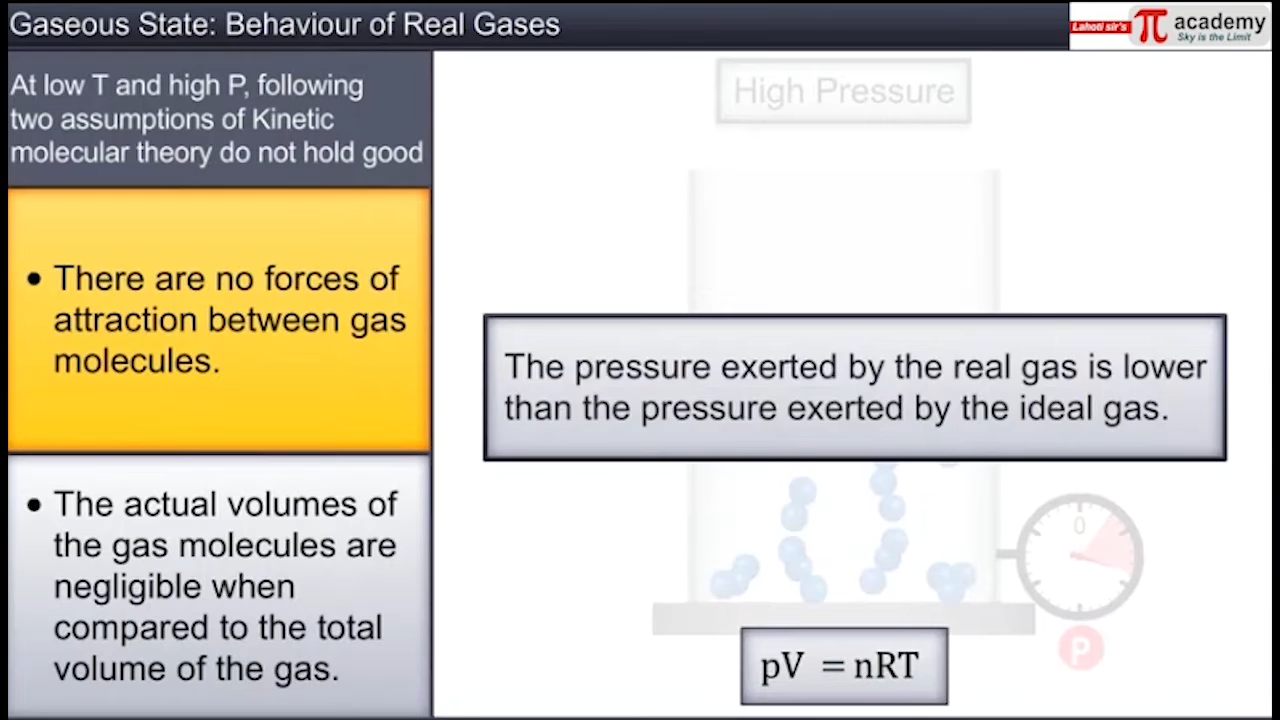 Gaseous State: Behaviour of Real Gases
Lahoti sir's
π academy
Sky is the Limit
At low T and high P, following
two assumptions of Kinetic
molecular theory do not hold good
• There are no forces of
attraction between gas
molecules.
• The actual volumes of
the gas molecules are
negligible when
compared to the total
volume of the gas.
High Pressure
The pressure exerted by the real gas is lower
than the pressure exerted by the ideal gas.
0
P
pV = nRT